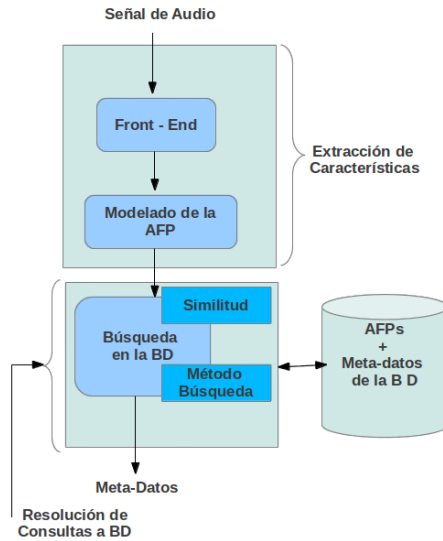 Señal de Audio
Front - End
Extracción de
Características
Modelado de la
AFP
Similitud
Búsqueda
en la BD
Método
Búsqueda
AFPs
+
Meta-datos
de la B D
Meta-Datos
Resolución de
Consultas a BD